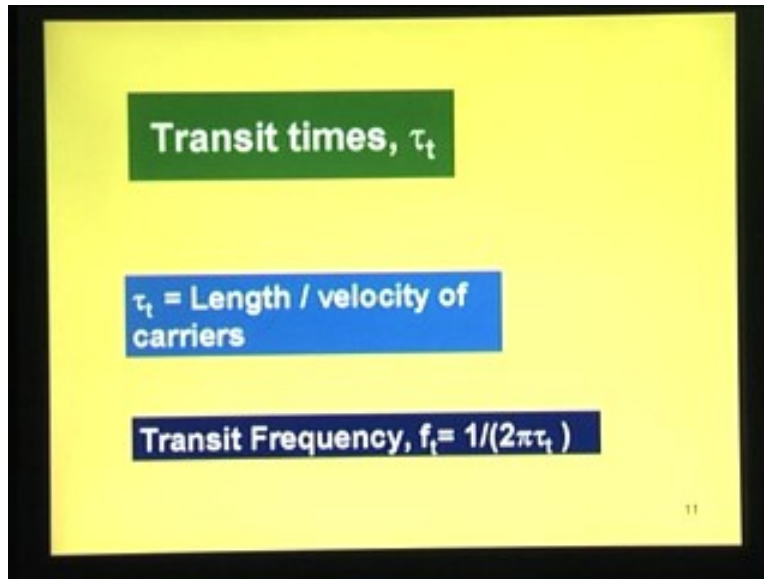 Transit times, τt
τt = Length / velocity of
carriers
Transit Frequency, ft= 1/(2πτt )
11